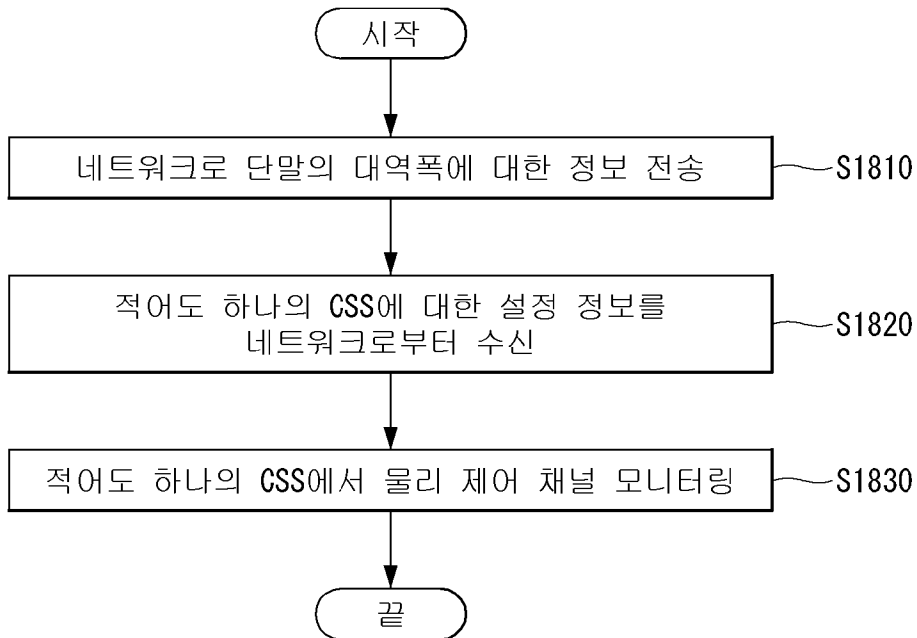 시작
네트워크로 단말의 대역폭에 대한 정보 전송
S1810
적어도 하나의 CSS에 대한 설정 정보를
네트워크로부터 수신
S1820
적어도 하나의 CSS에서 물리 제어 채널 모니터링
S1830
끝